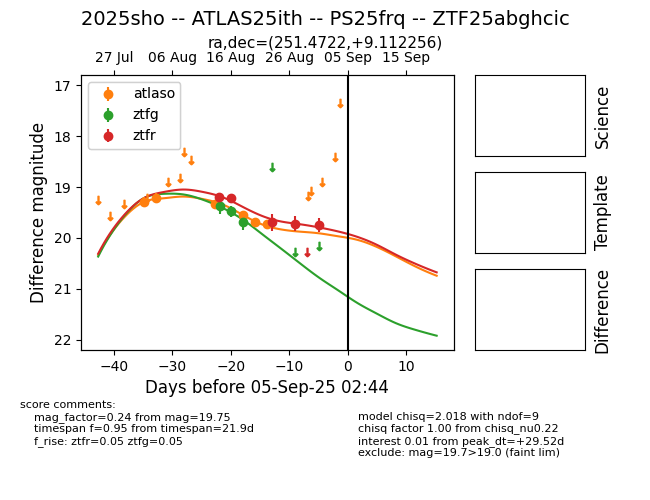 2025sho -- ATLAS25ith -- PS25frq -- ZTF25abghcic
ra,dec=(251.4722,+9.112256)
27 Jul 06 Aug 16 Aug 26 Aug 05 Sep 15 Sep
atlaso
ztfg
ztfr
17
18
19
20
21
22
Difference magnitude
−40 −30 −20 −10 0 10
Days before 05-Sep-25 02:44
Science
Template
Difference
score comments:
mag_factor=0.24 from mag=19.75
timespan f=0.95 from timespan=21.9d
f_rise: ztfr=0.05 ztfg=0.05
model chisq=2.018 with ndof=9
chisq factor 1.00 from chisq_nu0.22
interest 0.01 from peak_dt=+29.52d
exclude: mag=19.7>19.0 (faint lim)